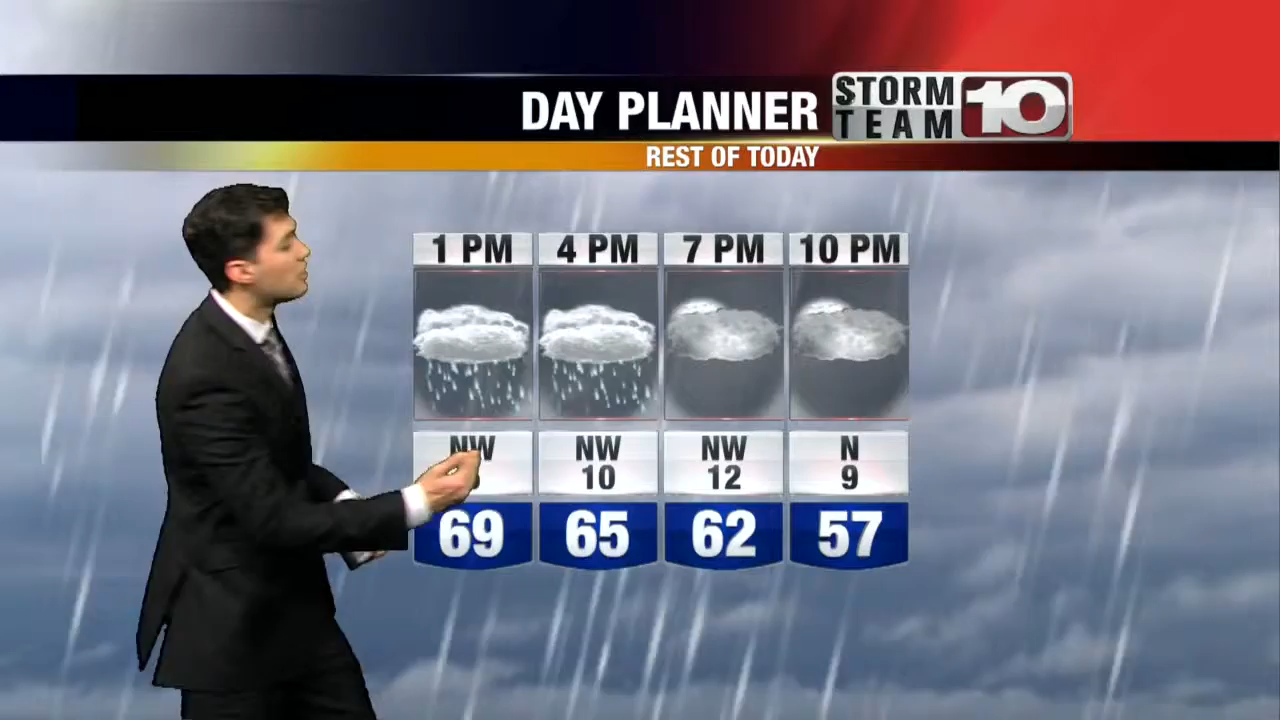 DAY PLANNER
STORM
TEAM
10
REST OF TODAY
1 PM 4 PM 7 PM 10 PM
NW NW NW N
10 12 9
69 65 62 57